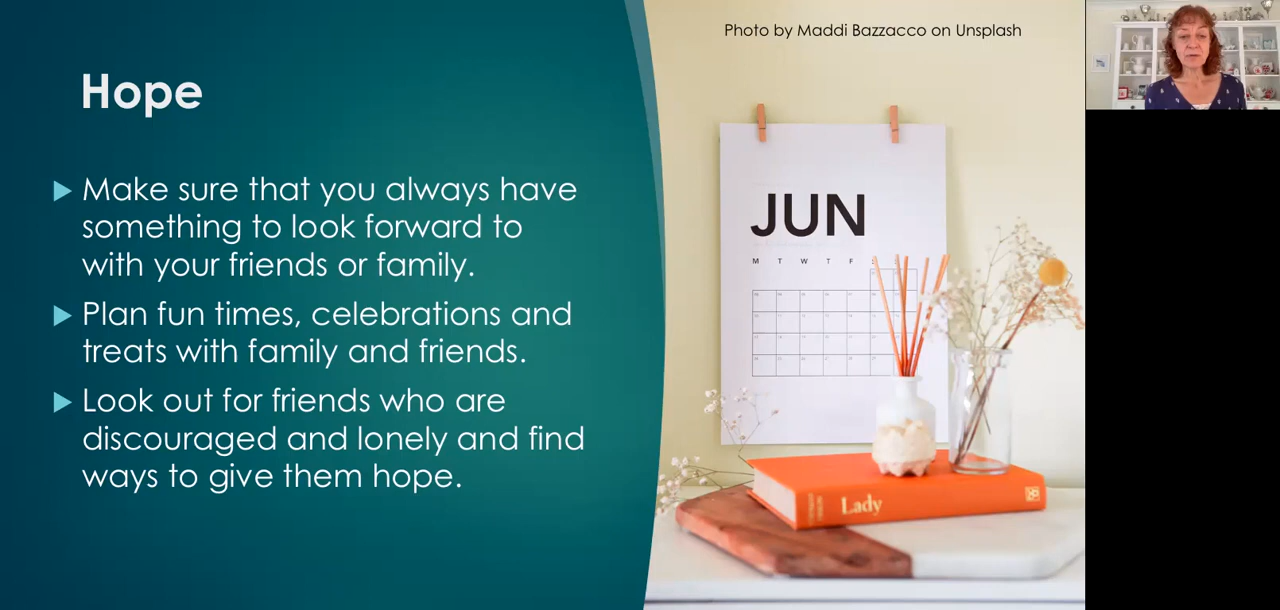 Photo by Maddi Bazzacco on Unsplash
Hope
Make sure that you always have
something to look forward to
with your friends or family.
Plan fun times, celebrations and
treats with family and friends.
Look out for friends who are
discouraged and lonely and find
ways to give them hope.
JUN
M T W T F S
Lady